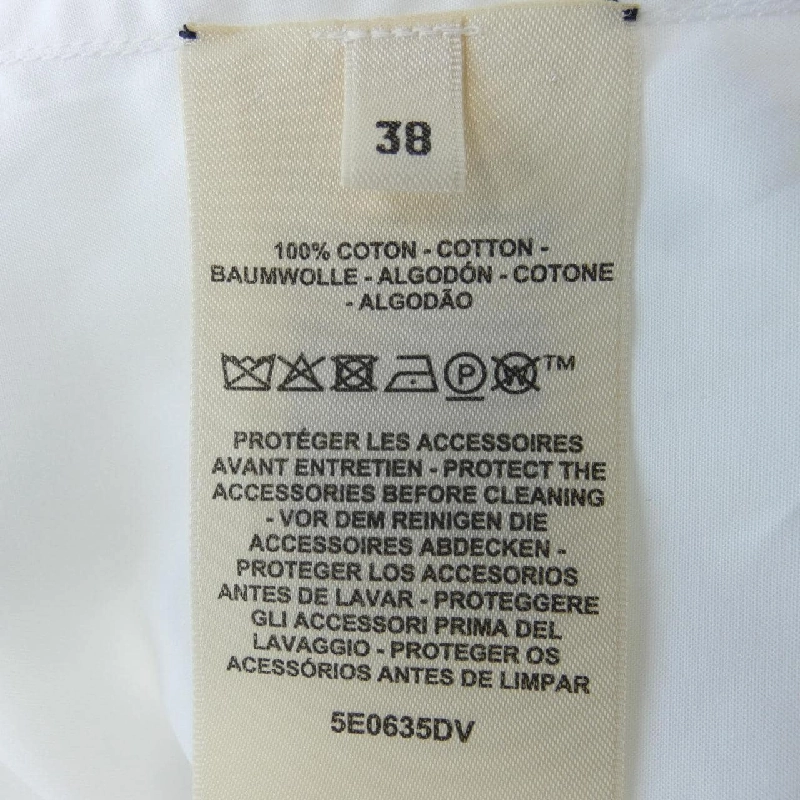 38
100% COTON - COTTON -
BAUMWOLLE - ALGODÓN - COTONE
- ALGODÃO
P W ™
PROTÉGER LES ACCESSOIRES
AVANT ENTRETIEN - PROTECT THE
ACCESSORIES BEFORE CLEANING
- VOR DEM REINIGEN DIE
ACCESSOIRES ABDECKEN -
PROTEGER LOS ACCESORIOS
ANTES DE LAVAR - PROTEGGERE
GLI ACCESSORI PRIMA DEL
LAVAGGIO - PROTEGER OS
ACESSÓRIOS ANTES DE LIMPAR
5E0635DV